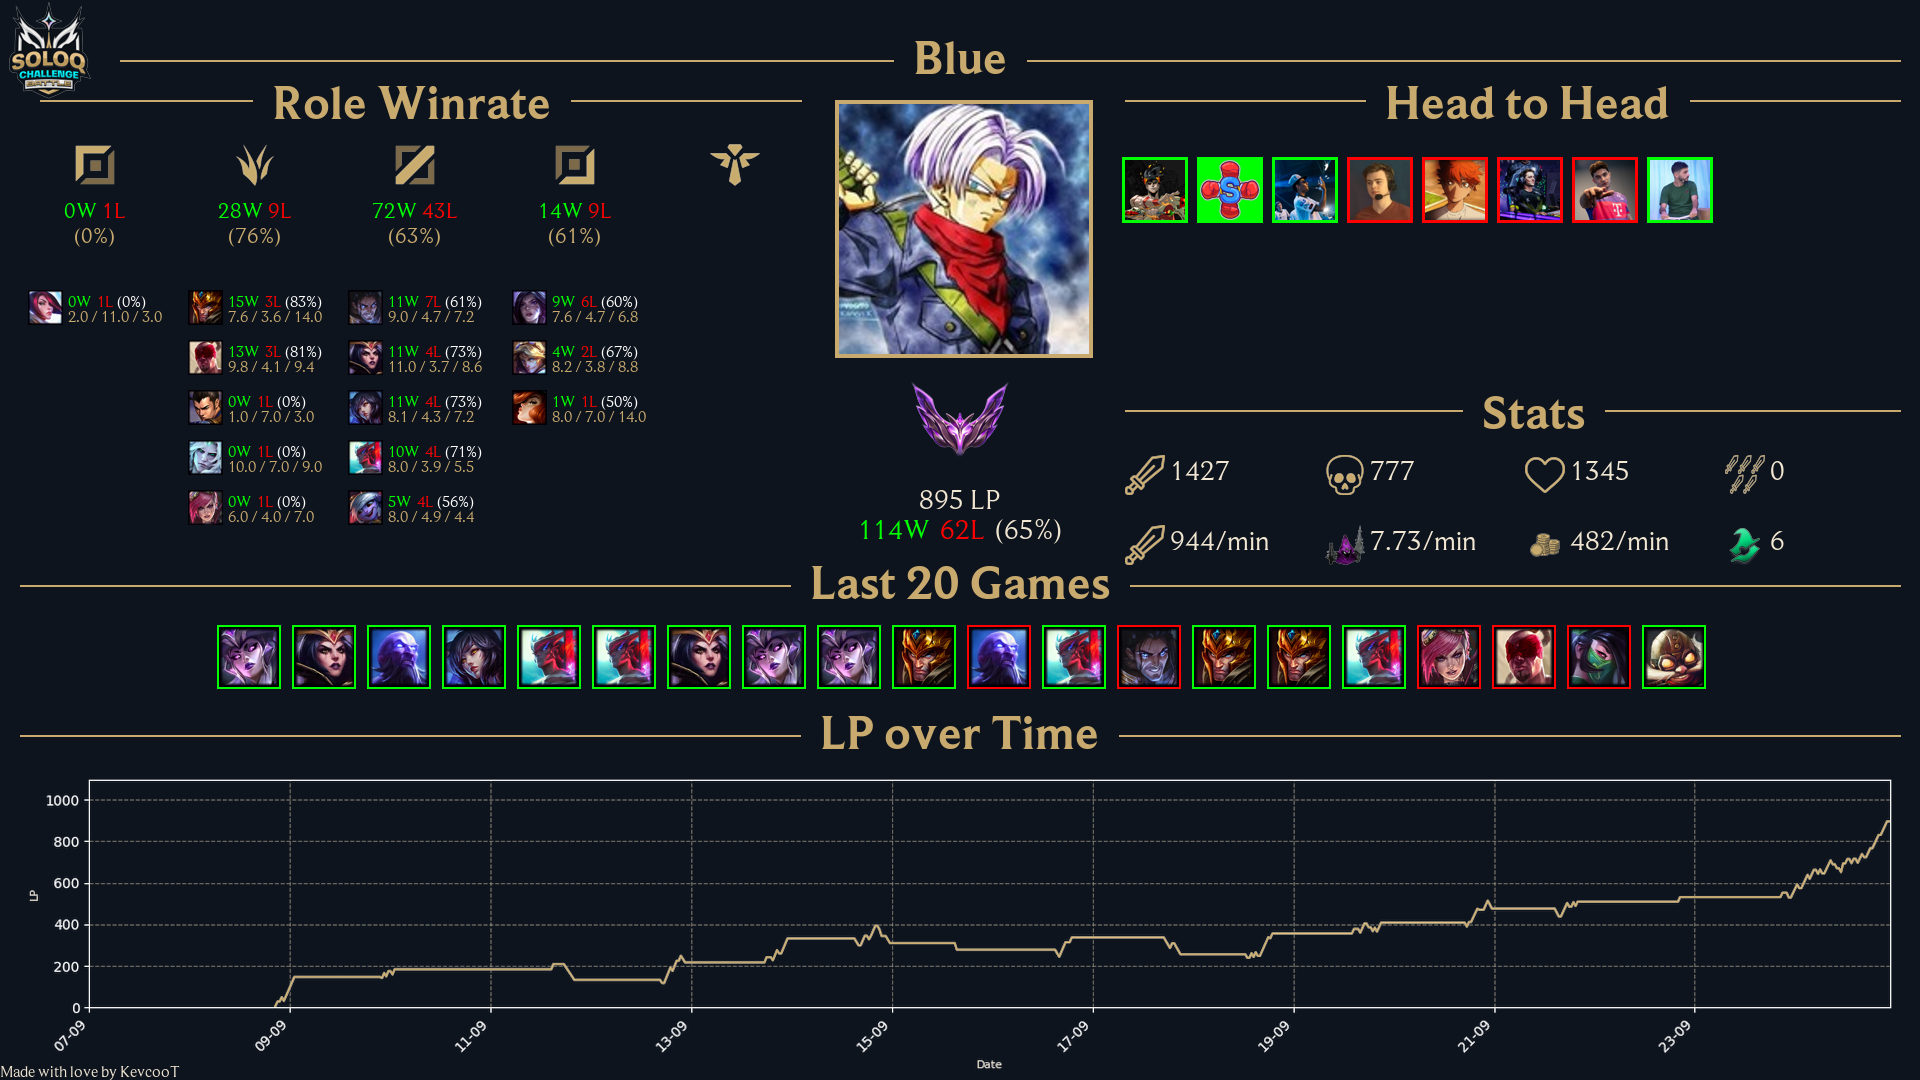 SOLOQ
CHALLENGE
BATTLE
Blue
Role Winrate
0W 1L
(0%)
28W 9L
(76%)
72W 43L
(63%)
14W 9L
(61%)
0W 1L (0%)
2.0 / 11.0 / 3.0
15W 3L (83%)
7.6 / 3.6 / 14.0
13W 3L (81%)
9.8 / 4.1 / 9.4
0W 1L (0%)
1.0 / 7.0 / 3.0
0W 1L (0%)
10.0 / 7.0 / 9.0
0W 1L (0%)
6.0 / 4.0 / 7.0
11W 7L (61%)
9.0 / 4.7 / 7.2
11W 4L (73%)
11.0 / 3.7 / 8.6
11W 4L (73%)
8.1 / 4.3 / 7.2
10W 4L (71%)
8.0 / 3.9 / 5.5
5W 4L (56%)
8.0 / 4.9 / 4.4
9W 6L (60%)
7.6 / 4.7 / 6.8
4W 2L (67%)
8.2 / 3.8 / 8.8
1W 1L (50%)
8.0 / 7.0 / 14.0
895 LP
114W 62L (65%)
Head to Head
S
Stats
1427
777
1345
0
944/min
7.73/min
482/min
6
Last 20 Games
LP over Time
1000
800
600
400
200
0
LP
07-09
09-09
11-09
13-09
15-09
17-09
19-09
21-09
23-09
Date
Made with love by KevcooT